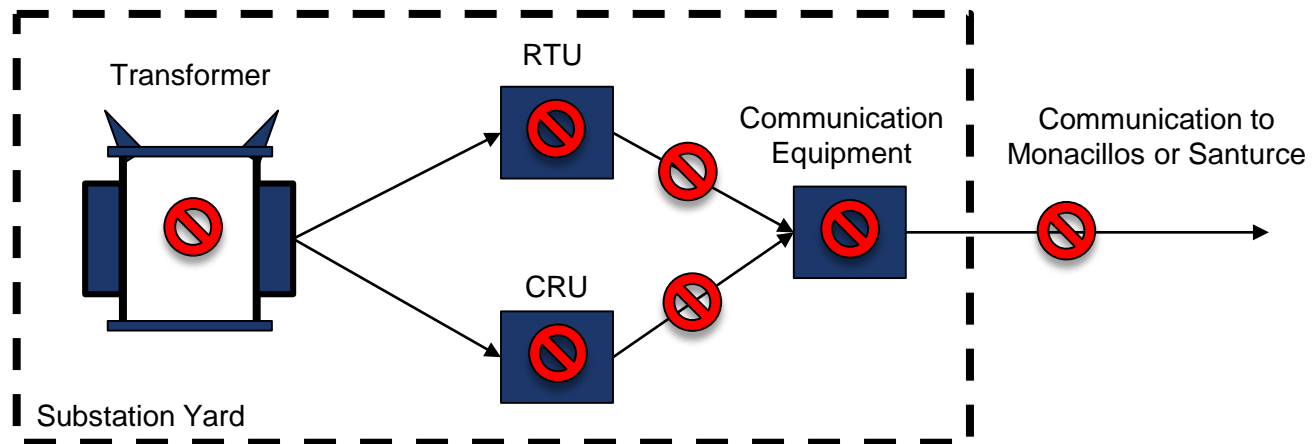 Transformer
RTU
Communication
Equipment
Communication to
Monacillos or Santurce
CRU
Substation Yard